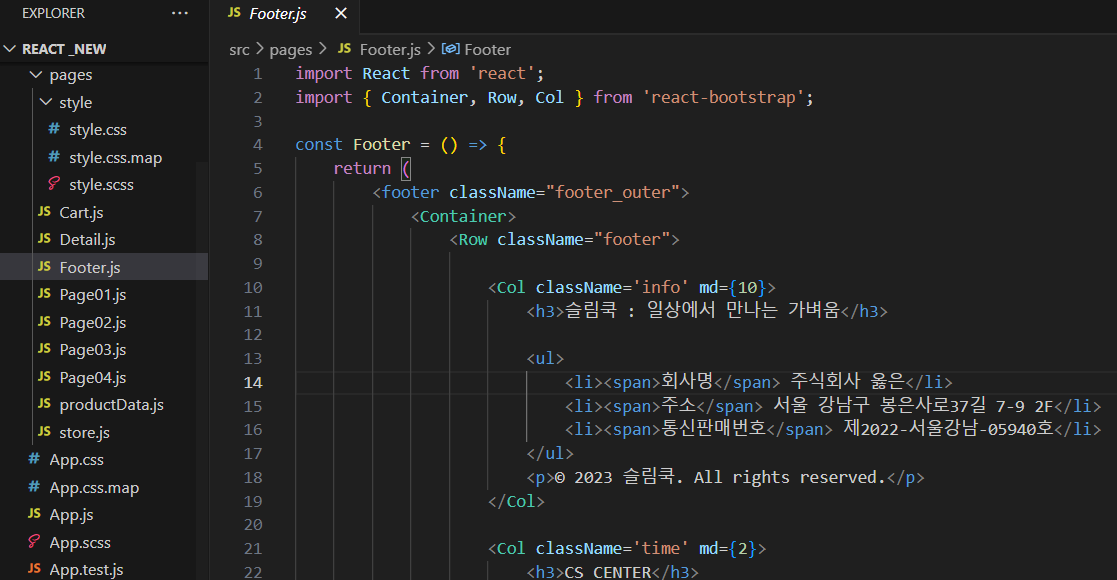 EXPLORER ···
REACT _NEW
pages
style
# style.css
# style.css.map
style.scss
JS Cart.js
JS Detail.js
JS Footer.js
JS Page01.js
JS Page02.js
JS Page03.js
JS Page04.js
JS productData.js
JS store.js
# App.css
# App.css.map
JS App.js
App.scss
JS App.test.js
JS Footer.js ×
src > pages > JS Footer.js > Footer
1 import React from 'react';
2 import { Container, Row, Col } from 'react-bootstrap';
3
4 const Footer = () => {
5 return (
6 <footer className="footer_outer">
7 <Container>
8 <Row className="footer">
9
10 <Col className='info' md={10}>
11 <h3>슬림쿡 : 일상에서 만나는 가벼움</h3>
12
13 <ul>
14 <li><span>회사명</span> 주식회사 옳은</li>
15 <li><span>주소</span> 서울 강남구 봉은사로37길 7-9 2F</li>
16 <li><span>통신판매번호</span> 제2022-서울강남-05940호</li>
17 </ul>
18 <p>© 2023 슬림쿡. All rights reserved.</p>
19 </Col>
20
21 <Col className='time' md={2}>
22 <h3>CS CENTER</h3>